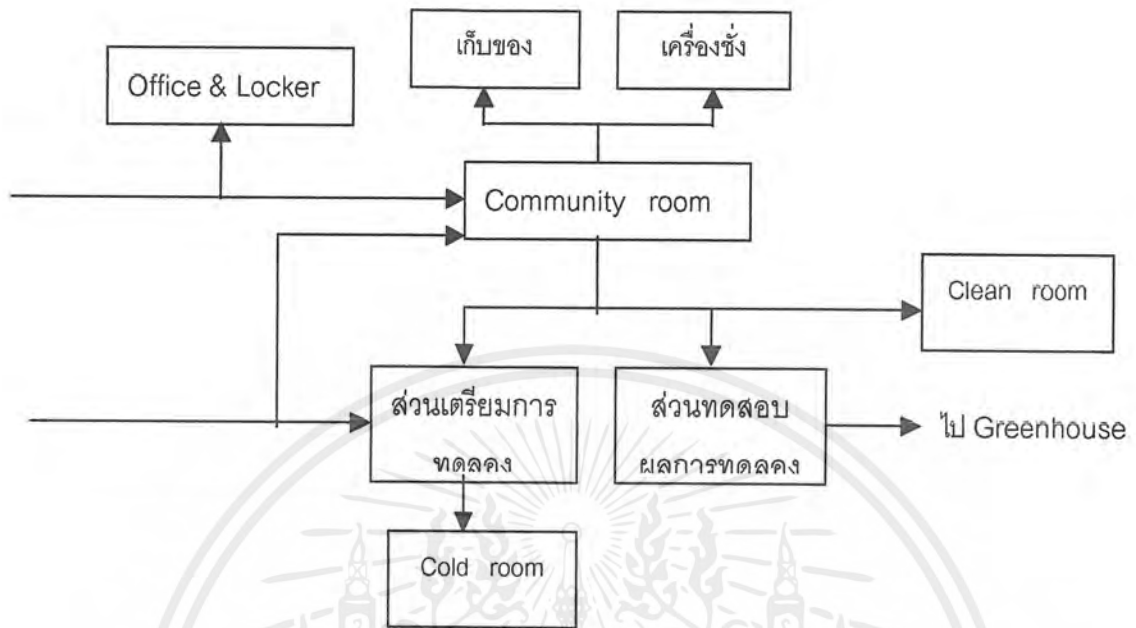 เก็บของ
เครื่องชั่ง
Office & Locker
Community room
Clean room
ส่วนเตรียมการ
ทดลอง
ส่วนทดสอบ
ผลการทดลอง
ไป Greenhouse
Cold room